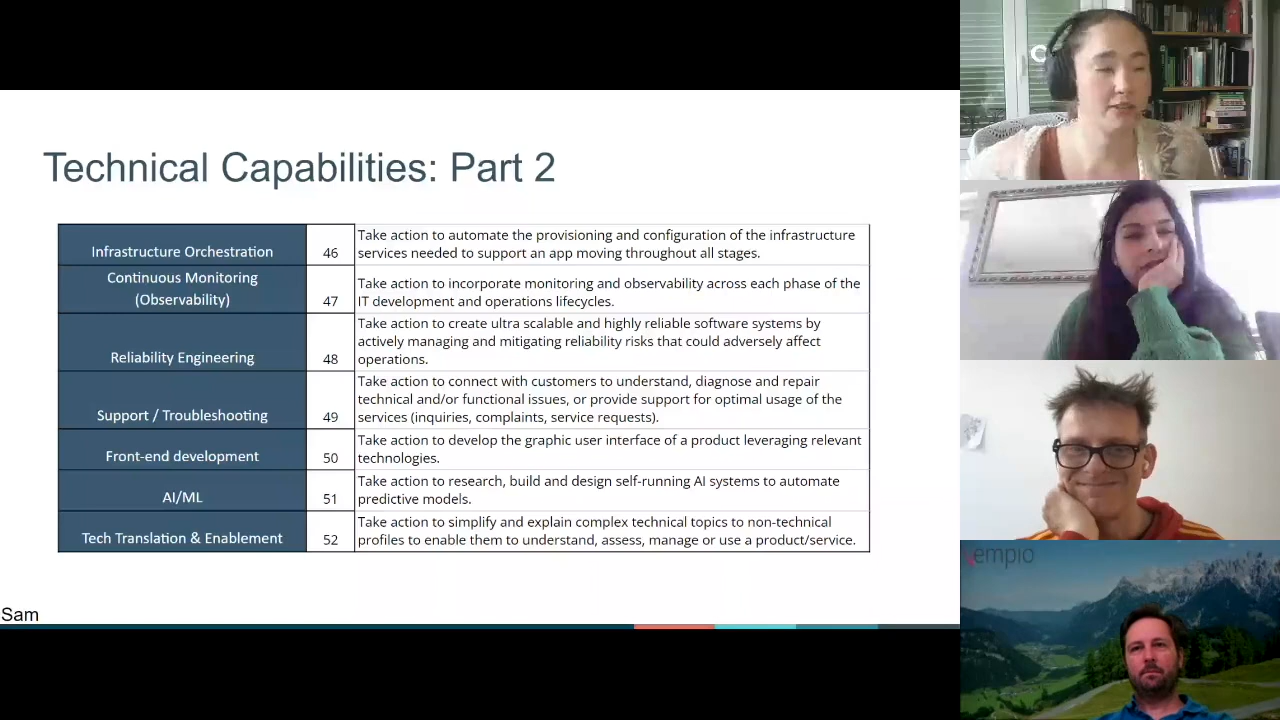 Technical Capabilities: Part 2
Infrastructure Orchestration
46
Take action to automate the provisioning and configuration of the infrastructure
services needed to support an app moving throughout all stages.
Continuous Monitoring
(Observability)
47
Take action to incorporate monitoring and observability across each phase of the
IT development and operations lifecycles.
Reliability Engineering
48
Take action to create ultra scalable and highly reliable software systems by
actively managing and mitigating reliability risks that could adversely affect
operations.
Support / Troubleshooting
49
Take action to connect with customers to understand, diagnose and repair
technical and/or functional issues, or provide support for optimal usage of the
services (inquiries, complaints, service requests).
Front-end development
50
Take action to develop the graphic user interface of a product leveraging relevant
technologies.
AI/ML
51
Take action to research, build and design self-running AI systems to automate
predictive models.
Tech Translation & Enablement
52
Take action to simplify and explain complex technical topics to non-technical
profiles to enable them to understand, assess, manage or use a product/service.
Sam